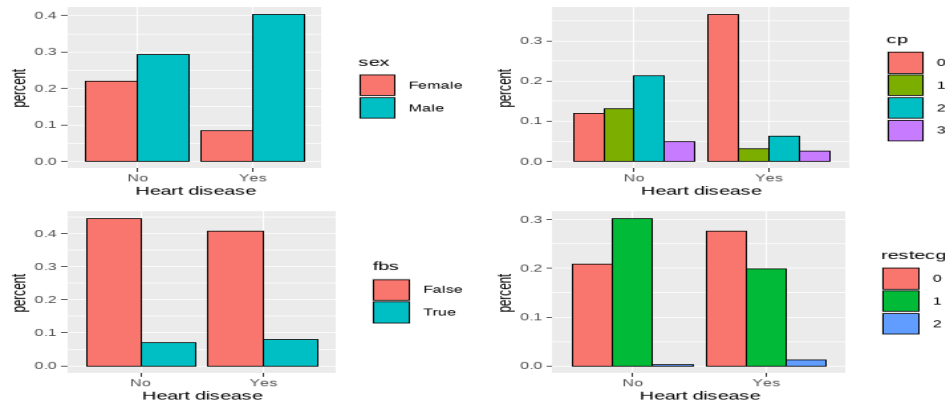 percent
0.4
0.3
0.2
0.1
0.0
No
Yes
Heart disease
sex
Female
Male
percent
0.3
0.2
0.1
0.0
No
Yes
Heart disease
cp
0
1
2
3
percent
0.4
0.3
0.2
0.1
0.0
No
Yes
Heart disease
fbs
False
True
percent
0.3
0.2
0.1
0.0
No
Yes
Heart disease
restecg
0
1
2